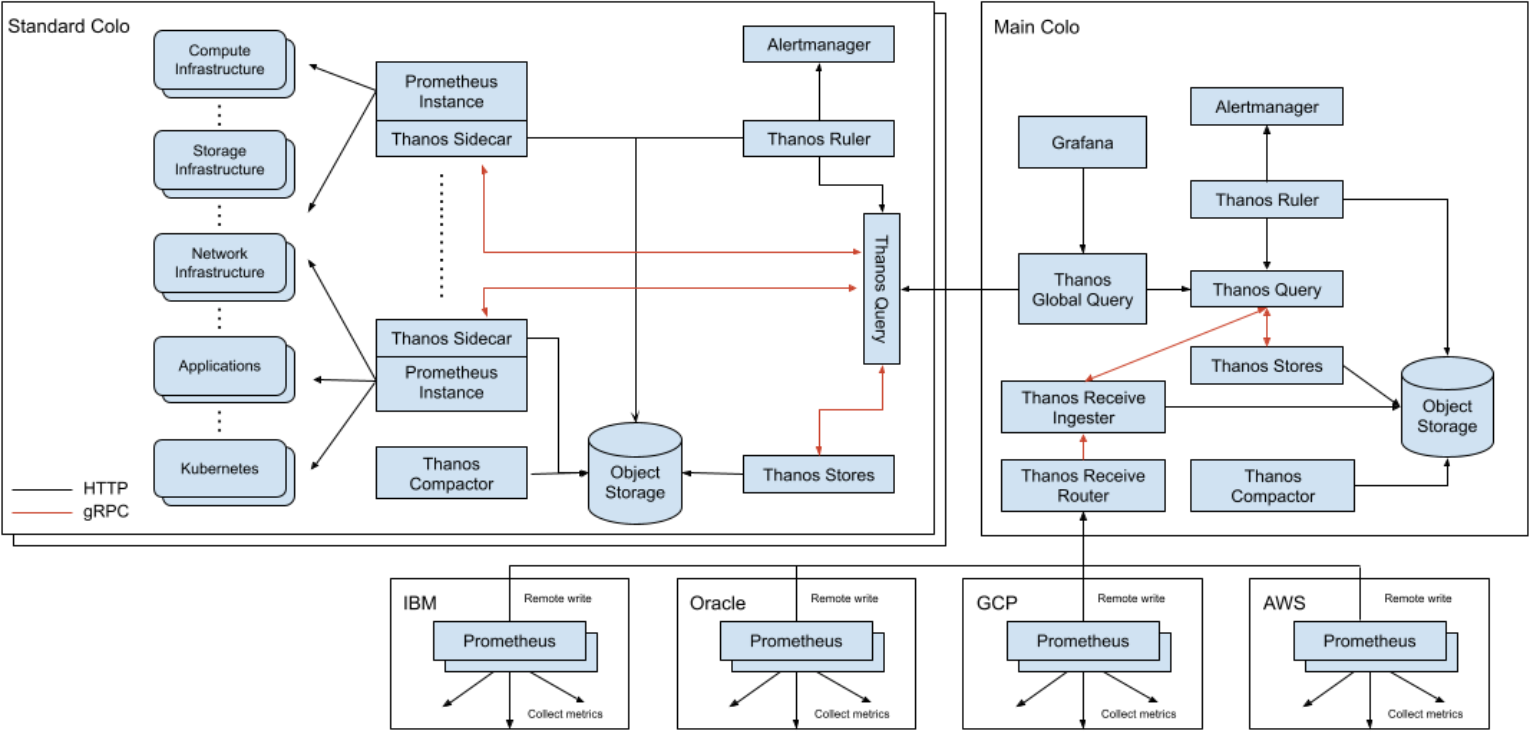 Standard Colo
Compute
Infrastructure
Storage
Infrastructure
Network
Infrastructure
Applications
Kubernetes
HTTP
gRPC
Prometheus
Instance
Thanos Sidecar
Thanos Sidecar
Prometheus
Instance
Thanos
Compactor
Object
Storage
Alertmanager
Thanos Ruler
Thanos Query
Thanos Stores
Main Colo
Grafana
Thanos
Global Query
Alertmanager
Thanos Ruler
Thanos Query
Thanos Stores
Thanos Receive
Ingester
Thanos Receive
Router
Thanos
Compactor
Object
Storage
IBM
Remote write
Prometheus
Collect metrics
Oracle
Remote write
Prometheus
Collect metrics
GCP
Remote write
Prometheus
Collect metrics
AWS
Remote write
Prometheus
Collect metrics